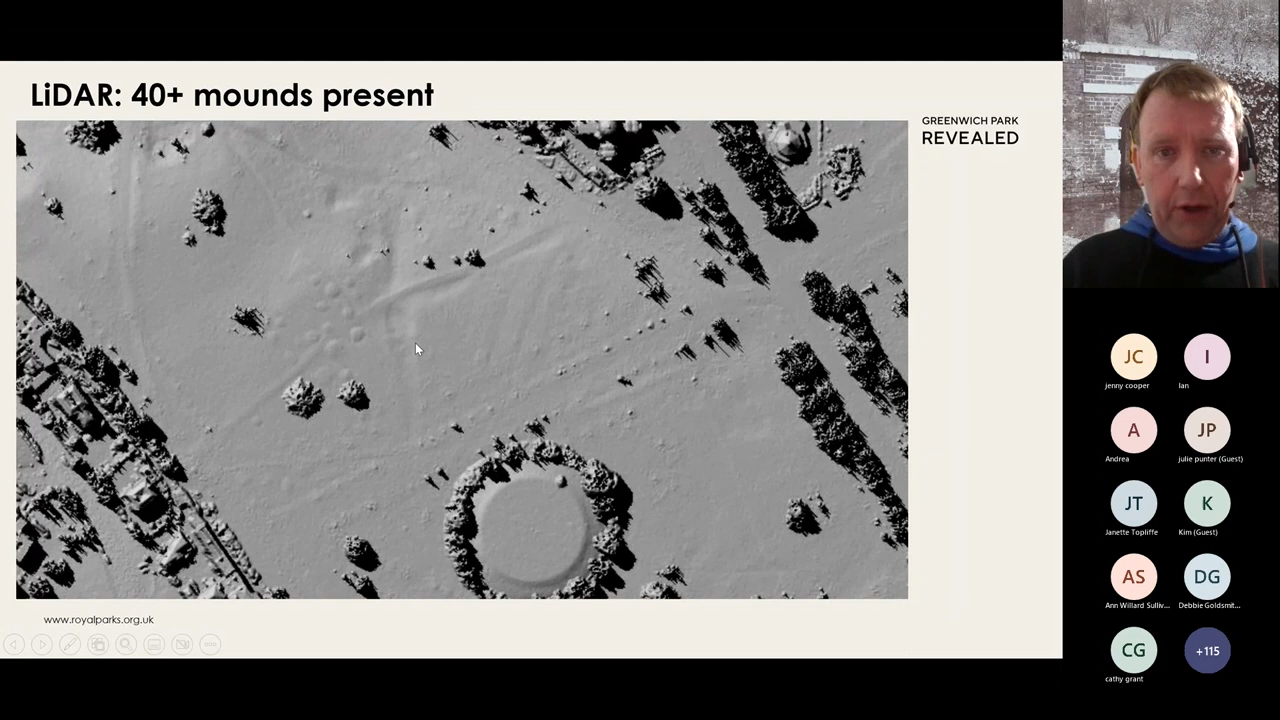 LiDAR: 40+ mounds present
GREENWICH PARK
REVEALED
www.royalparks.org.uk
JC
jenny cooper
I
Ian
A
Andrea
JP
julie punter (Guest)
JT
Janette Topliffe
K
Kim (Guest)
AS
Ann Willard Sulliv...
DG
Debbie Goldsmit...
CG
cathy grant
+115